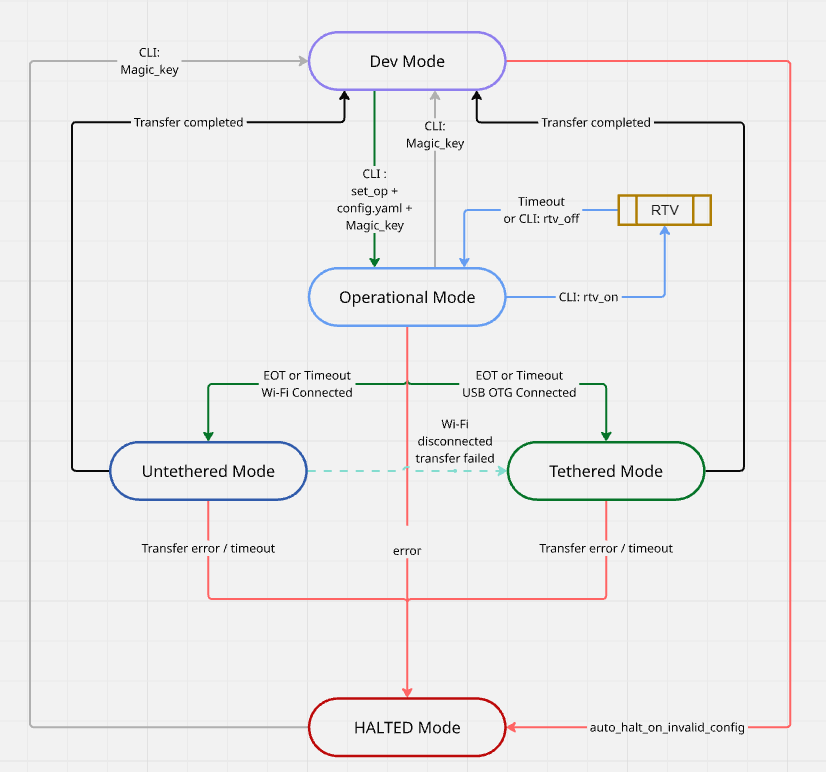 CLI:
Magic_key
Dev Mode
Transfer completed
CLI:
Magic_key
Transfer completed
CLI :
set_op +
config.yaml +
Magic_key
Timeout
or CLI: rtv_off
RTV
Operational Mode
CLI: rtv_on
EOT or Timeout
Wi-Fi Connected
EOT or Timeout
USB OTG Connected
Wi-Fi
disconnected
transfer failed
Untethered Mode
Tethered Mode
Transfer error / timeout
error
Transfer error / timeout
HALTED Mode
auto_halt_on_invalid_config